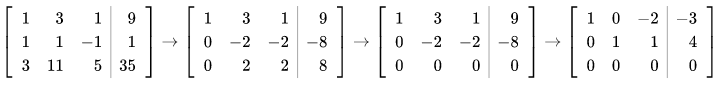 [ 1 3 1 | 9 ] → [ 1 3 1 | 9 ] → [ 1 3 1 | 9 ] → [ 1 0 −2 | −3 ]
[ 1 1 −1 | 1 ] → [ 0 −2 −2 | −8 ] → [ 0 −2 −2 | −8 ] → [ 0 1 1 | 4 ]
[ 3 11 5 | 35 ] → [ 0 2 2 | 8 ] → [ 0 0 0 | 0 ] → [ 0 0 0 | 0 ]